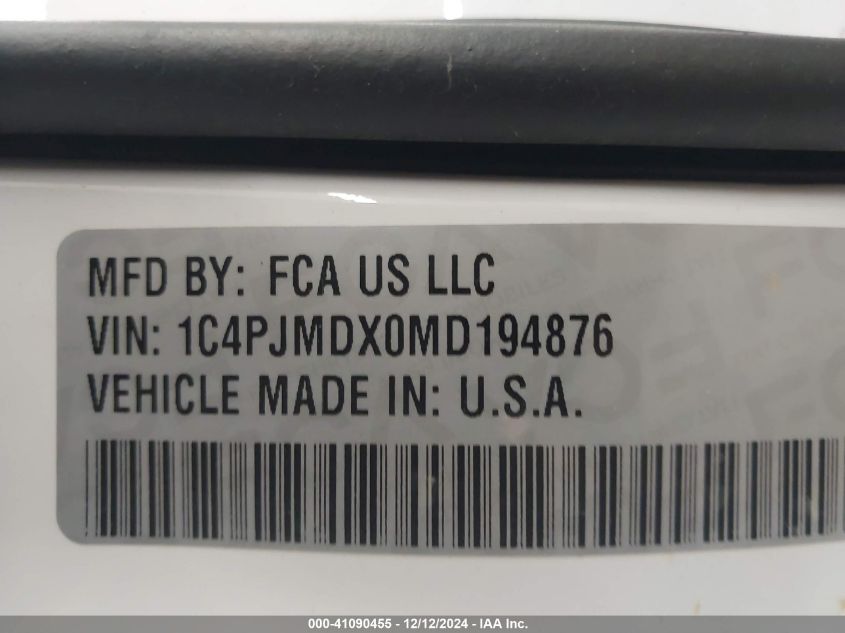 MFD BY: FCA US LLC
VIN: 1C4PJMDX0MD194876
VEHICLE MADE IN: U.S.A.
000-41090455 - 12/12/2024 - IAA Inc.